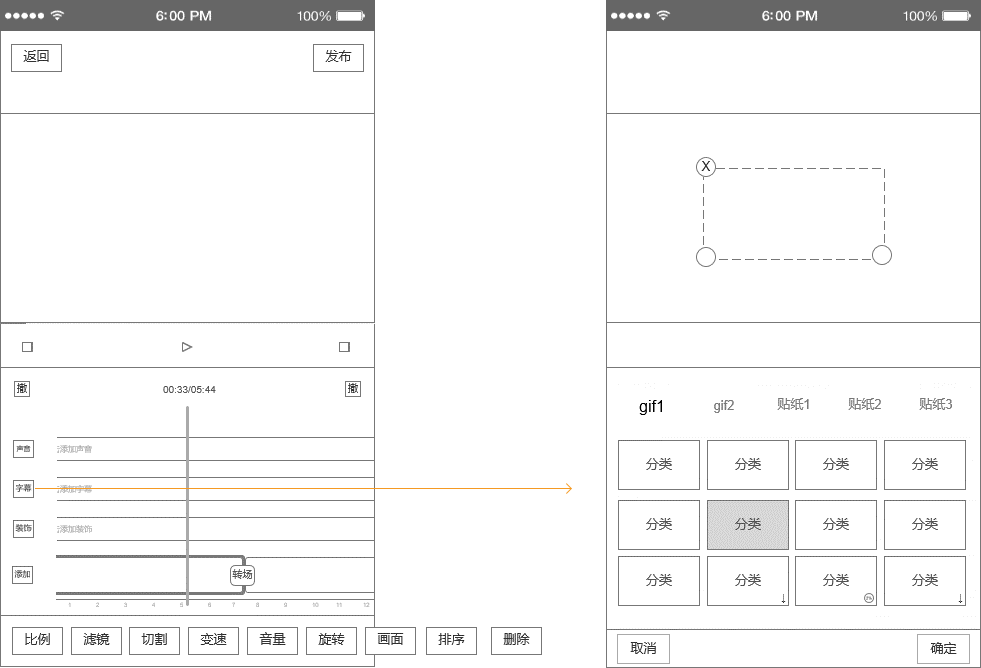 6:00 PM 100%
返回 发布
撤 00:33/05:44 撤
声音 添加声音
字幕 添加字幕
装饰 添加装饰
添加 转场
1 2 3 4 5 6 7 8 9 10 11 12
比例 滤镜 切割 变速 音量 旋转 画面 排序 删除
6:00 PM 100%
X
gif1 gif2 贴纸1 贴纸2 贴纸3
分类 分类 分类 分类
分类 分类 分类 分类
分类 分类 分类 分类
取消 确定